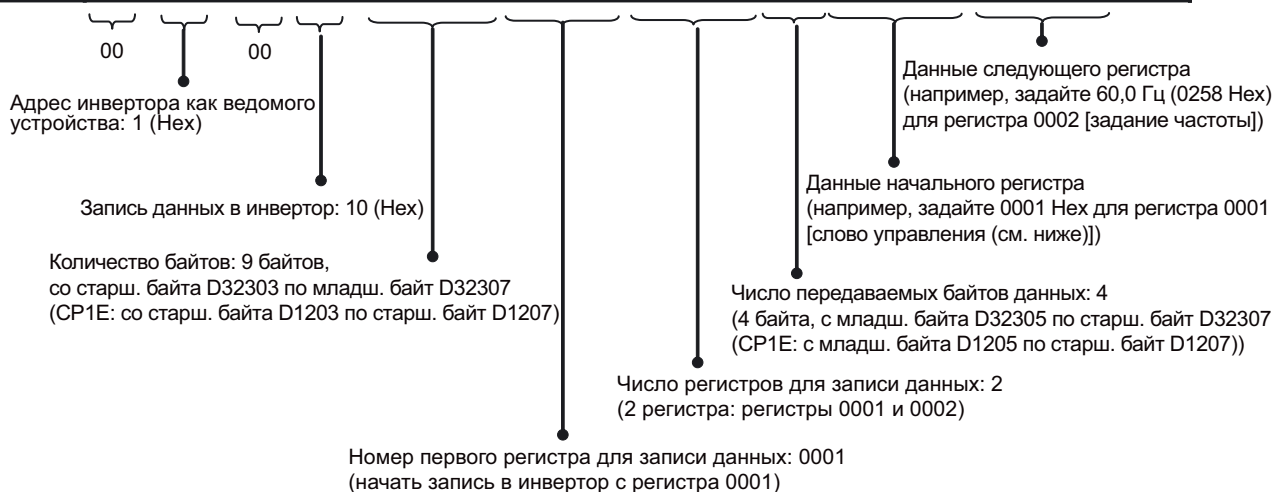 00
00
Адрес инвертора как ведомого
устройства: 1 (Hex)
Данные следующего регистра
(например, задайте 60,0 Гц (0258 Hex)
для регистра 0002 [задание частоты])
Запись данных в инвертор: 10 (Hex)
Данные начального регистра
(например, задайте 0001 Hex для регистра 0001
[слово управления (см. ниже)])
Количество байтов: 9 байтов,
со старш. байта D32303 по младш. байт D32307
(CP1E: со старш. байта D1203 по старш. байт D1207)
Число передаваемых байтов данных: 4
(4 байта, с младш. байта D32305 по старш. байт D32307
(CP1E: с младш. байта D1205 по старш. байт D1207))
Число регистров для записи данных: 2
(2 регистра: регистры 0001 и 0002)
Номер первого регистра для записи данных: 0001
(начать запись в инвертор с регистра 0001)